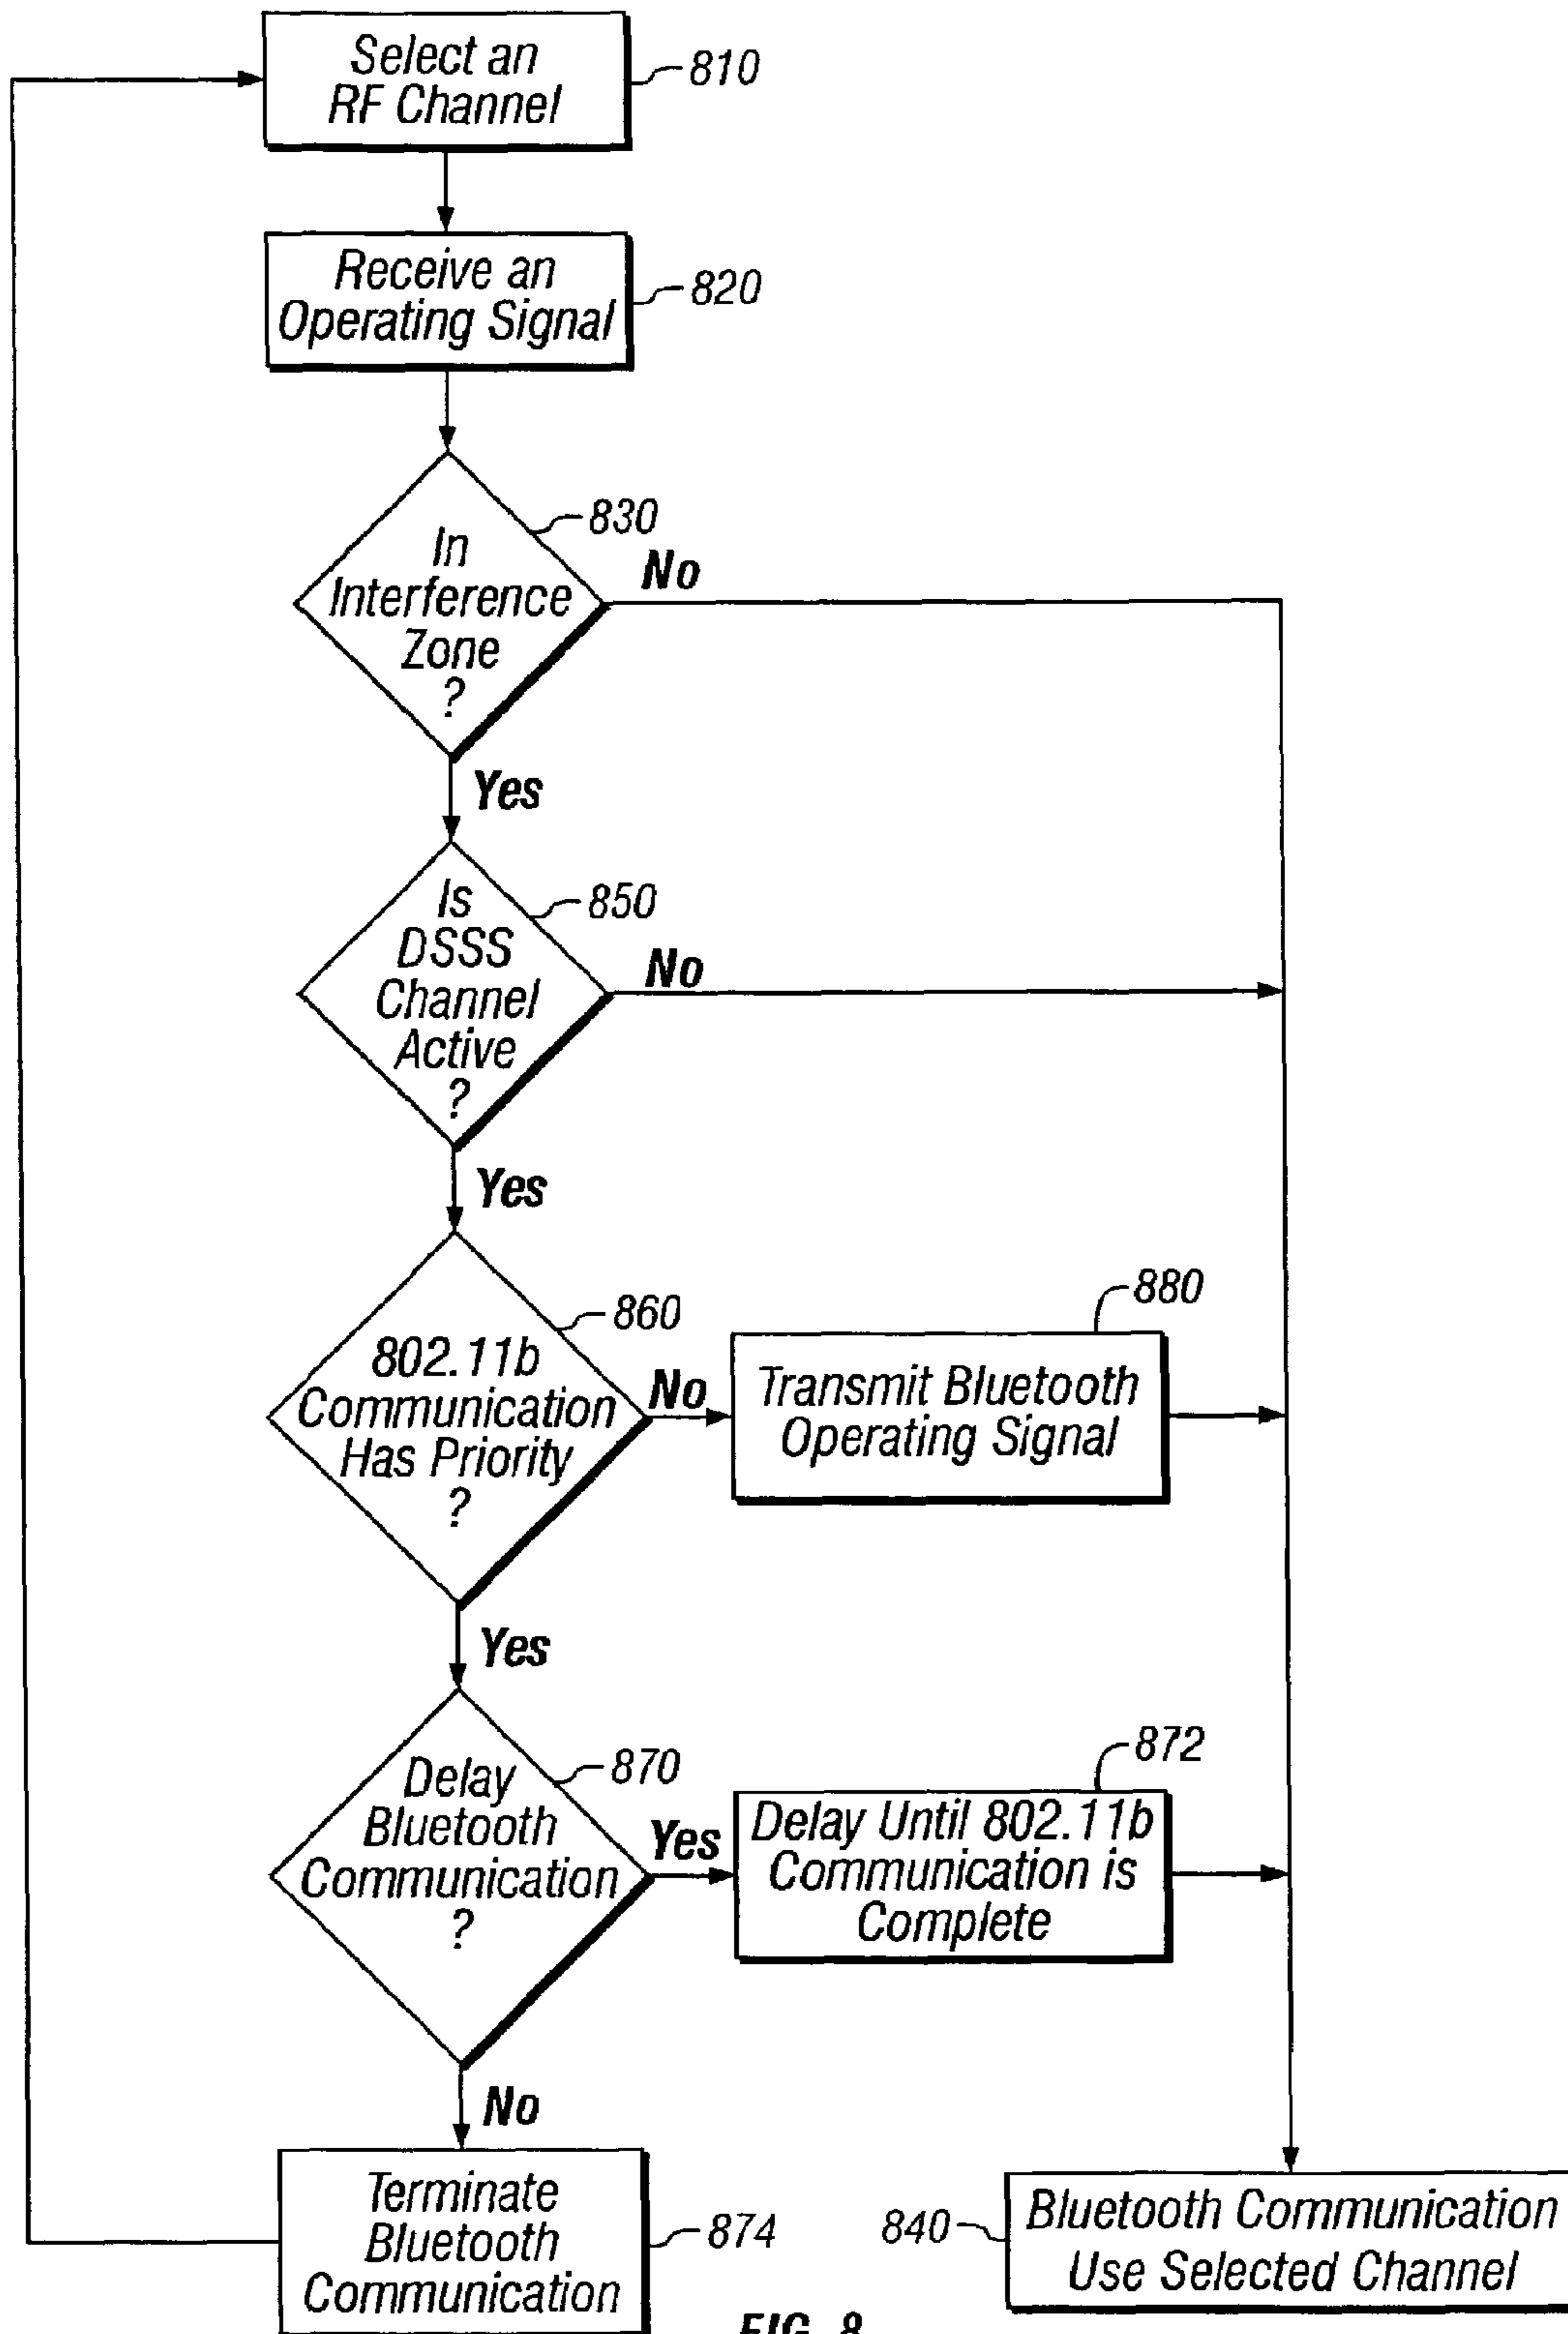 Select an
RF Channel
810
Receive an
Operating Signal
820
In
Interference
Zone
?
830
No
Yes
Is
DSSS
Channel
Active
?
850
No
Yes
802.11b
Communication
Has Priority
?
860
No
Transmit Bluetooth
Operating Signal
880
Yes
Delay
Bluetooth
Communication
?
870
Yes
Delay Until 802.11b
Communication is
Complete
872
No
Terminate
Bluetooth
Communication
874
840
Bluetooth Communication
Use Selected Channel
FIG. 8